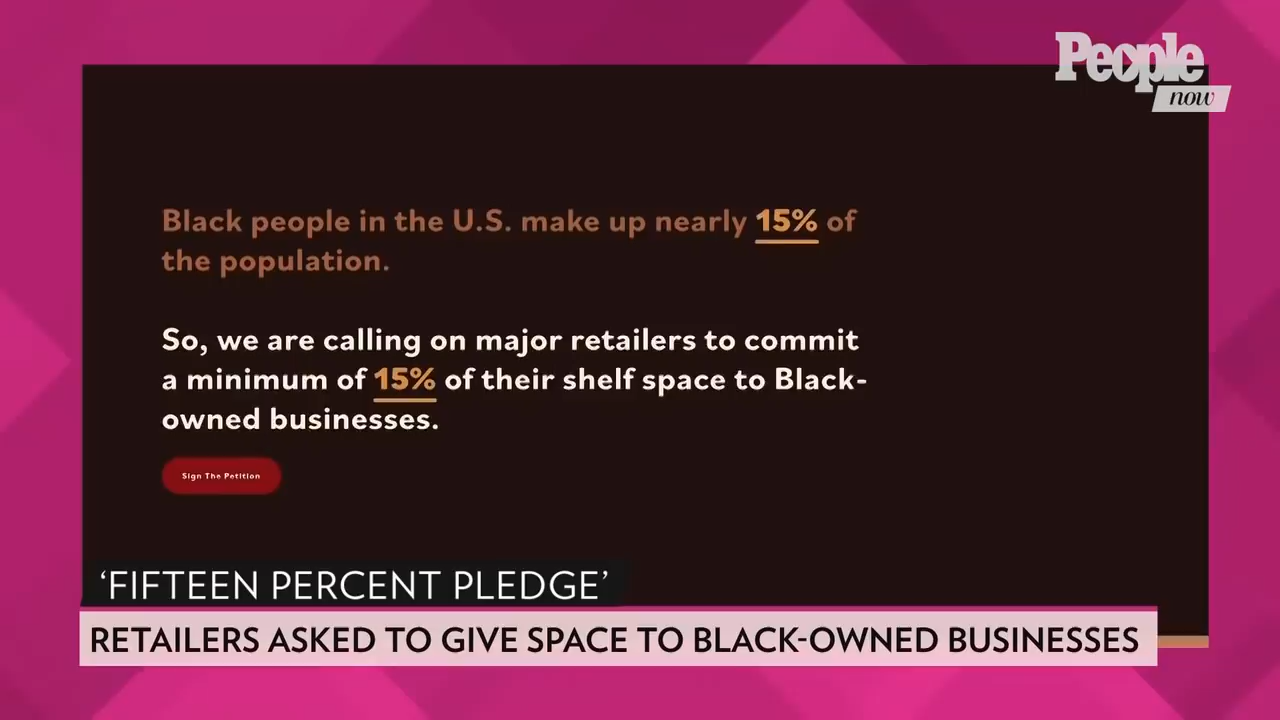 People
now
Black people in the U.S. make up nearly 15% of
the population.
So, we are calling on major retailers to commit
a minimum of 15% of their shelf space to Black-
owned businesses.
Sign The Petition
‘FIFTEEN PERCENT PLEDGE’
RETAILERS ASKED TO GIVE SPACE TO BLACK-OWNED BUSINESSES